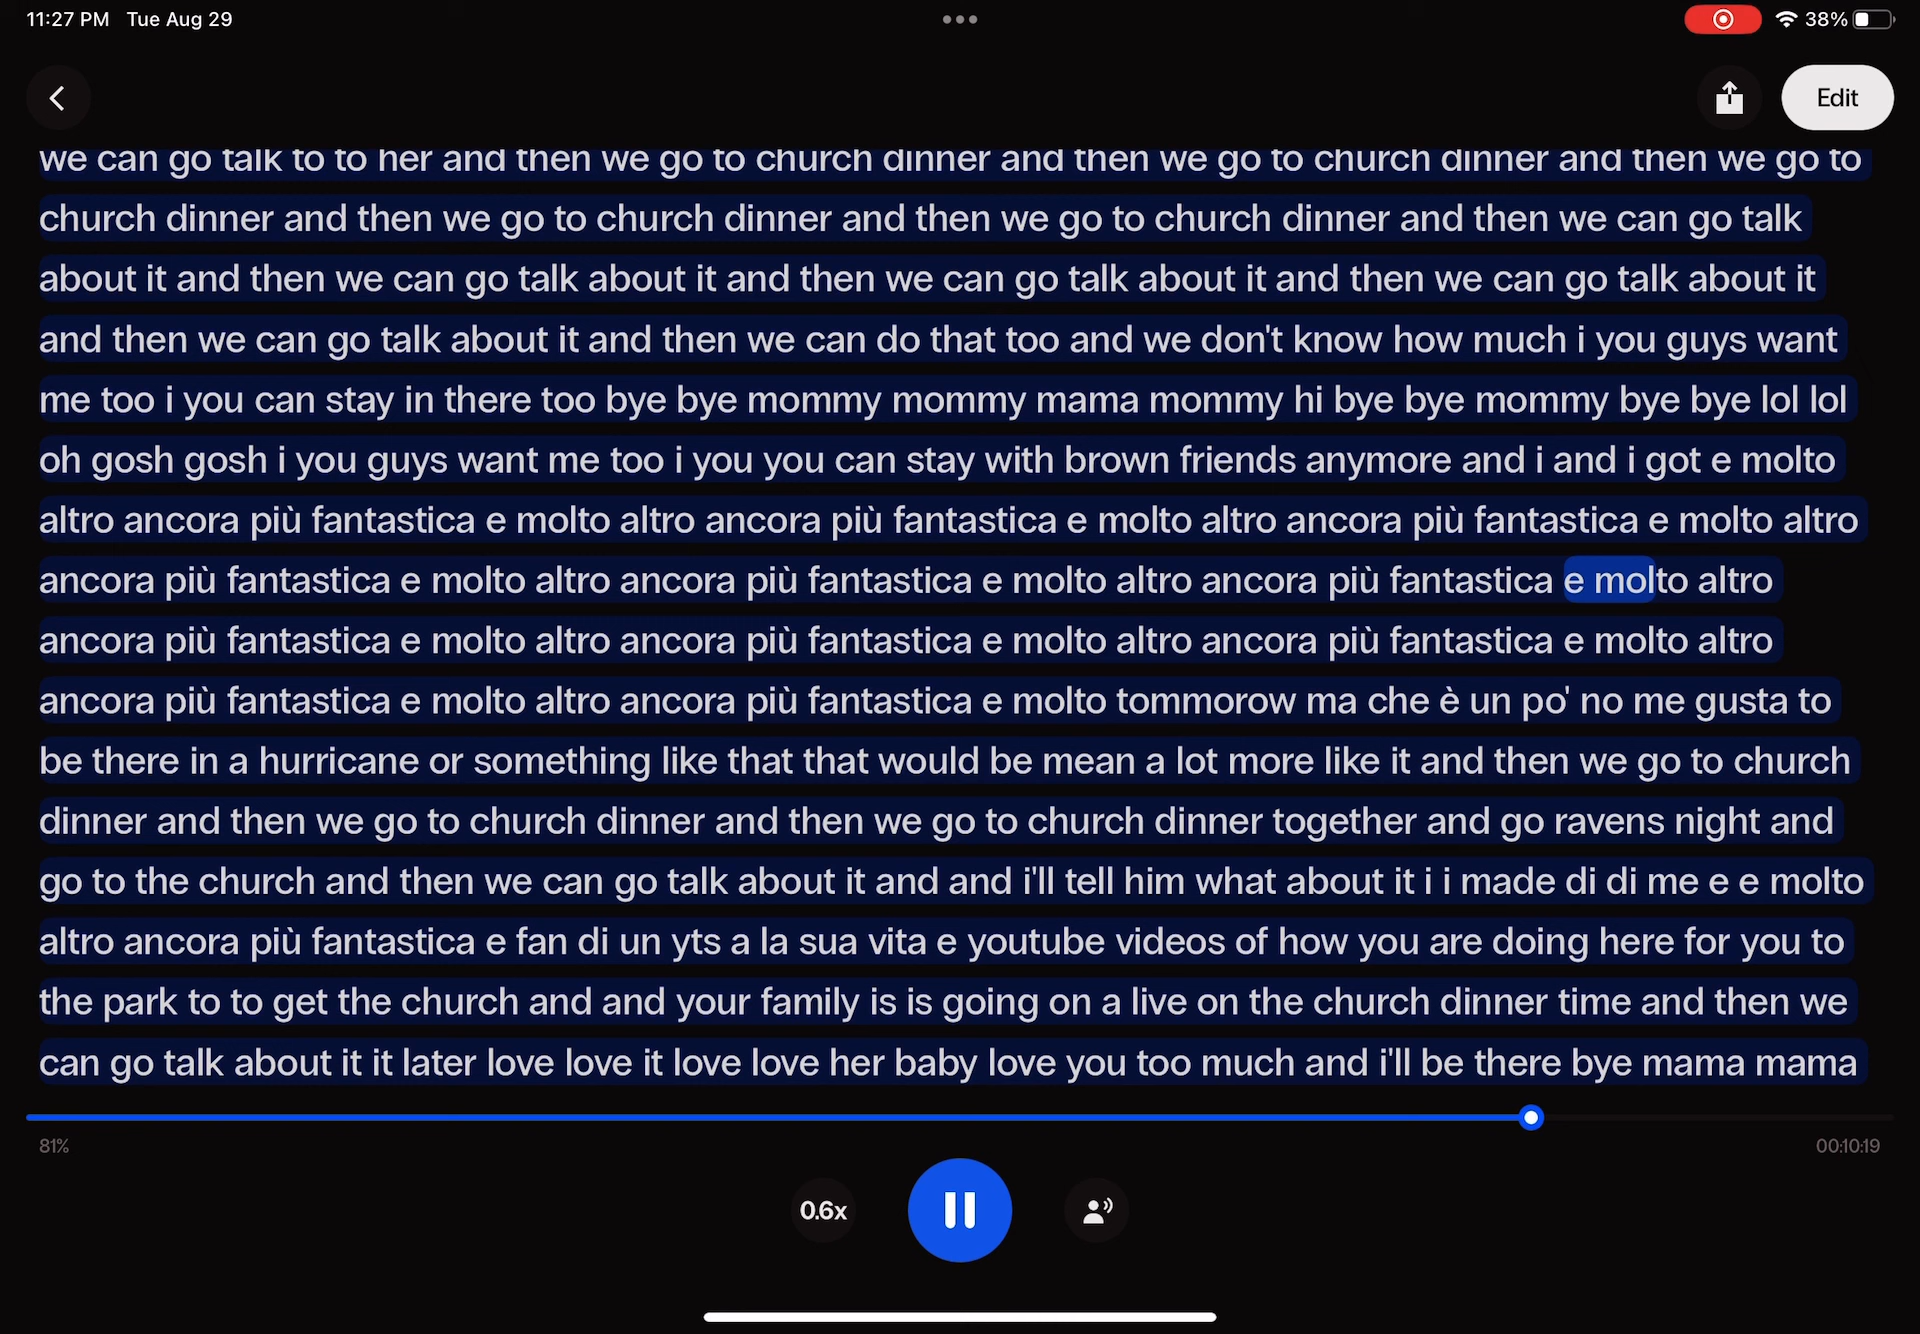 11:27 PM Tue Aug 29
38%
Edit
we can go talk to to her and then we go to church dinner and then we go to church dinner and then we go to
church dinner and then we go to church dinner and then we go to church dinner and then we can go talk
about it and then we can go talk about it and then we can go talk about it and then we can go talk about it
and then we can go talk about it and then we can do that too and we don't know how much i you guys want
me too i you can stay in there too bye bye mommy mommy mama mommy hi bye bye mommy bye bye lol lol
oh gosh gosh i you guys want me too i you you can stay with brown friends anymore and i and i got e molto
altro ancora più fantastica e molto altro ancora più fantastica e molto altro ancora più fantastica e molto altro
ancora più fantastica e molto altro ancora più fantastica e molto altro ancora più fantastica e molto altro
ancora più fantastica e molto altro ancora più fantastica e molto altro ancora più fantastica e molto altro
ancora più fantastica e molto altro ancora più fantastica e molto tommorow ma che è un po' no me gusta to
be there in a hurricane or something like that that would be mean a lot more like it and then we go to church
dinner and then we go to church dinner and then we go to church dinner together and go ravens night and
go to the church and then we can go talk about it and and i'll tell him what about it i i made di di me e e molto
altro ancora più fantastica e fan di un yts a la sua vita e youtube videos of how you are doing here for you to
the park to to get the church and and your family is is going on a live on the church dinner time and then we
can go talk about it it later love love it love love her baby love you too much and i'll be there bye mama mama
81%
00:10:19
0.6x